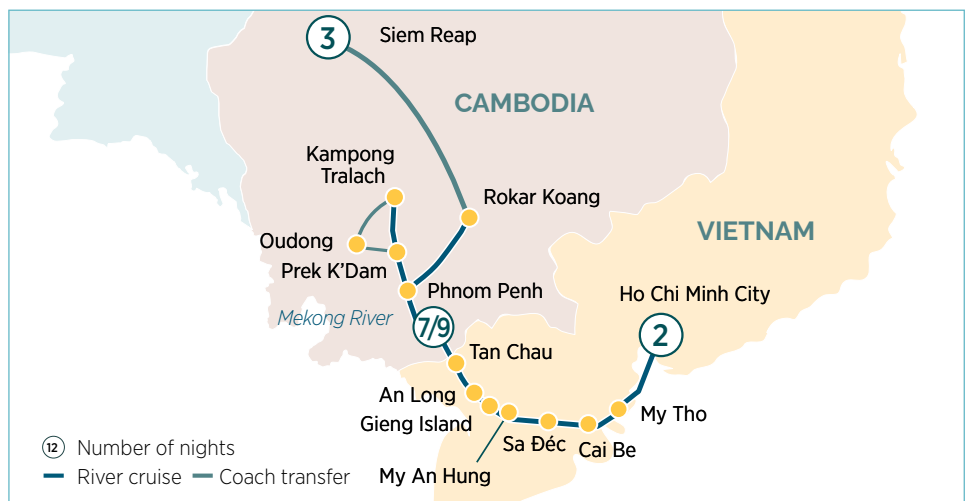 3
Siem Reap
CAMBODIA
Kampong
Tralach
Rokar Koang
Oudong
VIETNAM
Prek K’Dam
Phnom Penh
Ho Chi Minh City
Mekong River
7/9
2
Tan Chau
An Long
Gieng Island
My Tho
Sa Đéc
Cai Be
My An Hung
12 Number of nights
River cruise Coach transfer